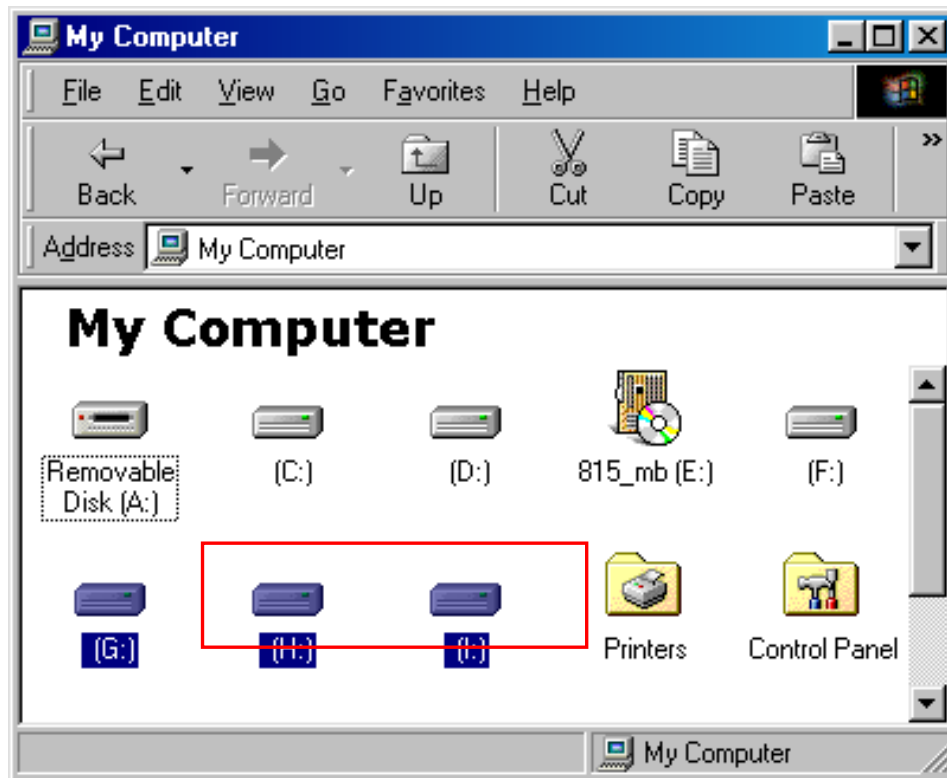 My Computer
File Edit View Go Favorites Help
Back Forward Up Cut Copy Paste »
Address My Computer
My Computer
Removable Disk (A:) (C:) (D:) 815_mb (E:) (F:)
(G:) (H:) (I:) Printers Control Panel
My Computer